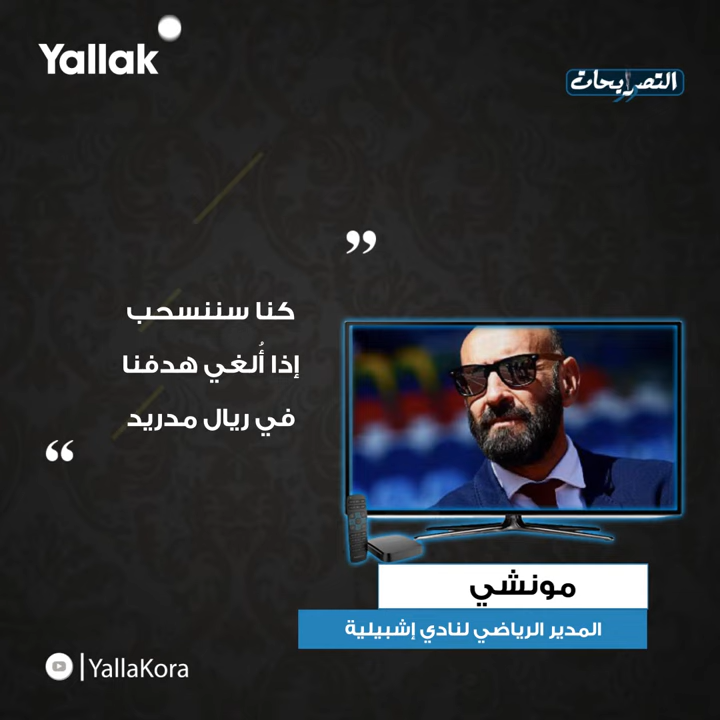 Yallak
التصريحات
”
كنا سننسحب
إذا أُلغي هدفنا
في ريال مدريد
“
مونشي
المدير الرياضي لنادي إشبيلية
|YallaKora